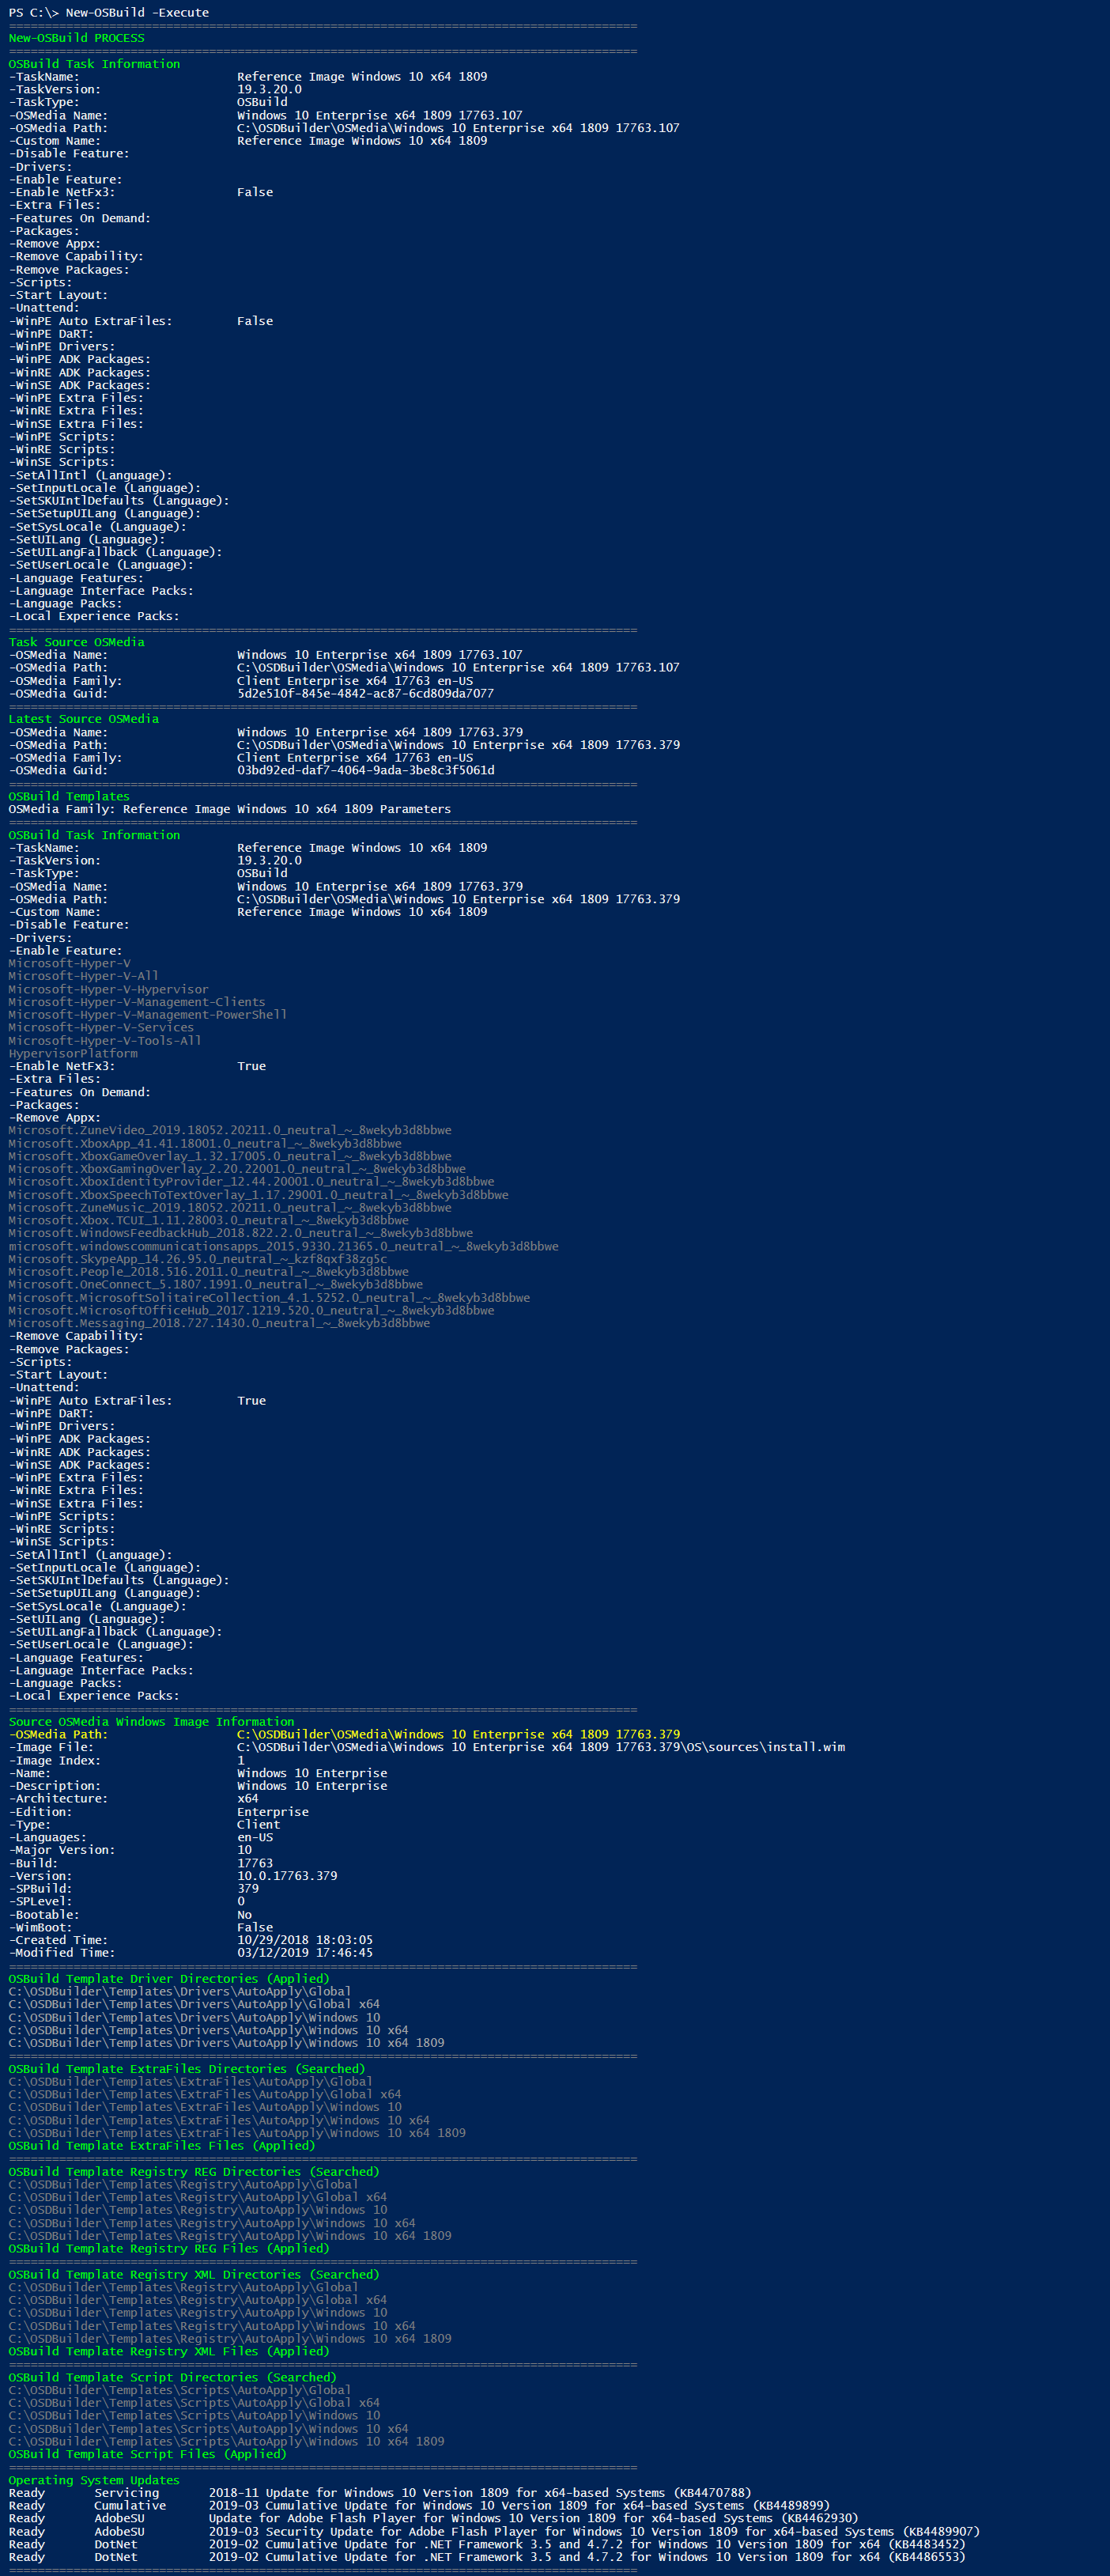 PS C:\> New-OSBuild -Execute
========================================================================================
New-OSBuild PROCESS
========================================================================================
OSBuild Task Information
-TaskName: Reference Image Windows 10 x64 1809
-TaskVersion: 19.3.20.0
-TaskType: OSBuild
-OSMedia Name: Windows 10 Enterprise x64 1809 17763.107
-OSMedia Path: C:\OSDBuilder\OSMedia\Windows 10 Enterprise x64 1809 17763.107
-Custom Name: Reference Image Windows 10 x64 1809
-Disable Feature:
-Drivers:
-Enable Feature:
-Enable NetFx3: False
-Extra Files:
-Features On Demand:
-Packages:
-Remove Appx:
-Remove Capability:
-Remove Packages:
-Scripts:
-Start Layout:
-Unattend:
-WinPE Auto ExtraFiles: False
-WinPE DaRT:
-WinPE Drivers:
-WinPE ADK Packages:
-WinRE ADK Packages:
-WinSE ADK Packages:
-WinPE Extra Files:
-WinRE Extra Files:
-WinSE Extra Files:
-WinPE Scripts:
-WinRE Scripts:
-WinSE Scripts:
-SetAllIntl (Language):
-SetInputLocale (Language):
-SetSKUIntlDefaults (Language):
-SetSetupUILang (Language):
-SetSysLocale (Language):
-SetUILang (Language):
-SetUILangFallback (Language):
-SetUserLocale (Language):
-Language Features:
-Language Interface Packs:
-Language Packs:
-Local Experience Packs:
========================================================================================
Task Source OSMedia
-OSMedia Name: Windows 10 Enterprise x64 1809 17763.107
-OSMedia Path: C:\OSDBuilder\OSMedia\Windows 10 Enterprise x64 1809 17763.107
-OSMedia Family: Client Enterprise x64 17763 en-US
-OSMedia Guid: 5d2e510f-845e-4842-ac87-6cd809da7077
========================================================================================
Latest Source OSMedia
-OSMedia Name: Windows 10 Enterprise x64 1809 17763.379
-OSMedia Path: C:\OSDBuilder\OSMedia\Windows 10 Enterprise x64 1809 17763.379
-OSMedia Family: Client Enterprise x64 17763 en-US
-OSMedia Guid: 03bd92ed-daf7-4064-9ada-3be8c3f5061d
========================================================================================
OSBuild Templates
OSMedia Family: Reference Image Windows 10 x64 1809 Parameters
========================================================================================
OSBuild Task Information
-TaskName: Reference Image Windows 10 x64 1809
-TaskVersion: 19.3.20.0
-TaskType: OSBuild
-OSMedia Name: Windows 10 Enterprise x64 1809 17763.379
-OSMedia Path: C:\OSDBuilder\OSMedia\Windows 10 Enterprise x64 1809 17763.379
-Custom Name: Reference Image Windows 10 x64 1809
-Disable Feature:
-Drivers:
-Enable Feature:
Microsoft-Hyper-V
Microsoft-Hyper-V-All
Microsoft-Hyper-V-Hypervisor
Microsoft-Hyper-V-Management-Clients
Microsoft-Hyper-V-Management-PowerShell
Microsoft-Hyper-V-Services
Microsoft-Hyper-V-Tools-All
HypervisorPlatform
-Enable NetFx3: True
-Extra Files:
-Features On Demand:
-Packages:
-Remove Appx:
Microsoft.ZuneVideo_2019.18052.20211.0_neutral_~_8wekyb3d8bbwe
Microsoft.XboxApp_41.41.18001.0_neutral_~_8wekyb3d8bbwe
Microsoft.XboxGameOverlay_1.32.17005.0_neutral_~_8wekyb3d8bbwe
Microsoft.XboxGamingOverlay_2.20.22001.0_neutral_~_8wekyb3d8bbwe
Microsoft.XboxIdentityProvider_12.44.20001.0_neutral_~_8wekyb3d8bbwe
Microsoft.XboxSpeechToTextOverlay_1.17.29001.0_neutral_~_8wekyb3d8bbwe
Microsoft.ZuneMusic_2019.18052.20211.0_neutral_~_8wekyb3d8bbwe
Microsoft.Xbox.TCUI_1.11.28003.0_neutral_~_8wekyb3d8bbwe
Microsoft.WindowsFeedbackHub_2018.822.2.0_neutral_~_8wekyb3d8bbwe
microsoft.windowscommunicationsapps_2015.9330.21365.0_neutral_~_8wekyb3d8bbwe
Microsoft.SkypeApp_14.26.95.0_neutral_~_kzf8qxf38zg5c
Microsoft.People_2018.516.2011.0_neutral_~_8wekyb3d8bbwe
Microsoft.OneConnect_5.1807.1991.0_neutral_~_8wekyb3d8bbwe
Microsoft.MicrosoftSolitaireCollection_4.1.5252.0_neutral_~_8wekyb3d8bbwe
Microsoft.MicrosoftOfficeHub_2017.1219.520.0_neutral_~_8wekyb3d8bbwe
Microsoft.Messaging_2018.727.1430.0_neutral_~_8wekyb3d8bbwe
-Remove Capability:
-Remove Packages:
-Scripts:
-Start Layout:
-Unattend:
-WinPE Auto ExtraFiles: True
-WinPE DaRT:
-WinPE Drivers:
-WinPE ADK Packages:
-WinRE ADK Packages:
-WinSE ADK Packages:
-WinPE Extra Files:
-WinRE Extra Files:
-WinSE Extra Files:
-WinPE Scripts:
-WinRE Scripts:
-WinSE Scripts:
-SetAllIntl (Language):
-SetInputLocale (Language):
-SetSKUIntlDefaults (Language):
-SetSetupUILang (Language):
-SetSysLocale (Language):
-SetUILang (Language):
-SetUILangFallback (Language):
-SetUserLocale (Language):
-Language Features:
-Language Interface Packs:
-Language Packs:
-Local Experience Packs:
========================================================================================
Source OSMedia Windows Image Information
-OSMedia Path: C:\OSDBuilder\OSMedia\Windows 10 Enterprise x64 1809 17763.379
-Image File: C:\OSDBuilder\OSMedia\Windows 10 Enterprise x64 1809 17763.379\OS\sources\install.wim
-Image Index: 1
-Name: Windows 10 Enterprise
-Description: Windows 10 Enterprise
-Architecture: x64
-Edition: Enterprise
-Type: Client
-Languages: en-US
-Major Version: 10
-Build: 17763
-Version: 10.0.17763.379
-SPBuild: 379
-SPLevel: 0
-Bootable: No
-WimBoot: False
-Created Time: 10/29/2018 18:03:05
-Modified Time: 03/12/2019 17:46:45
========================================================================================
OSBuild Template Driver Directories (Applied)
C:\OSDBuilder\Templates\Drivers\AutoApply\Global
C:\OSDBuilder\Templates\Drivers\AutoApply\Global x64
C:\OSDBuilder\Templates\Drivers\AutoApply\Windows 10
C:\OSDBuilder\Templates\Drivers\AutoApply\Windows 10 x64
C:\OSDBuilder\Templates\Drivers\AutoApply\Windows 10 x64 1809
========================================================================================
OSBuild Template ExtraFiles Directories (Searched)
C:\OSDBuilder\Templates\ExtraFiles\AutoApply\Global
C:\OSDBuilder\Templates\ExtraFiles\AutoApply\Global x64
C:\OSDBuilder\Templates\ExtraFiles\AutoApply\Windows 10
C:\OSDBuilder\Templates\ExtraFiles\AutoApply\Windows 10 x64
C:\OSDBuilder\Templates\ExtraFiles\AutoApply\Windows 10 x64 1809
OSBuild Template ExtraFiles Files (Applied)
========================================================================================
OSBuild Template Registry REG Directories (Searched)
C:\OSDBuilder\Templates\Registry\AutoApply\Global
C:\OSDBuilder\Templates\Registry\AutoApply\Global x64
C:\OSDBuilder\Templates\Registry\AutoApply\Windows 10
C:\OSDBuilder\Templates\Registry\AutoApply\Windows 10 x64
C:\OSDBuilder\Templates\Registry\AutoApply\Windows 10 x64 1809
OSBuild Template Registry REG Files (Applied)
========================================================================================
OSBuild Template Registry XML Directories (Searched)
C:\OSDBuilder\Templates\Registry\AutoApply\Global
C:\OSDBuilder\Templates\Registry\AutoApply\Global x64
C:\OSDBuilder\Templates\Registry\AutoApply\Windows 10
C:\OSDBuilder\Templates\Registry\AutoApply\Windows 10 x64
C:\OSDBuilder\Templates\Registry\AutoApply\Windows 10 x64 1809
OSBuild Template Registry XML Files (Applied)
========================================================================================
OSBuild Template Script Directories (Searched)
C:\OSDBuilder\Templates\Scripts\AutoApply\Global
C:\OSDBuilder\Templates\Scripts\AutoApply\Global x64
C:\OSDBuilder\Templates\Scripts\AutoApply\Windows 10
C:\OSDBuilder\Templates\Scripts\AutoApply\Windows 10 x64
C:\OSDBuilder\Templates\Scripts\AutoApply\Windows 10 x64 1809
OSBuild Template Script Files (Applied)
========================================================================================
Operating System Updates
Ready Servicing 2018-11 Update for Windows 10 Version 1809 for x64-based Systems (KB4470788)
Ready Cumulative 2019-03 Cumulative Update for Windows 10 Version 1809 for x64-based Systems (KB4489899)
Ready AdobeSU Update for Adobe Flash Player for Windows 10 Version 1809 for x64-based Systems (KB4462930)
Ready AdobeSU 2019-03 Security Update for Adobe Flash Player for Windows 10 Version 1809 for x64-based Systems (KB4489907)
Ready DotNet 2019-02 Cumulative Update for .NET Framework 3.5 and 4.7.2 for Windows 10 Version 1809 for x64 (KB4483452)
Ready DotNet 2019-02 Cumulative Update for .NET Framework 3.5 and 4.7.2 for Windows 10 Version 1809 for x64 (KB4486553)
========================================================================================